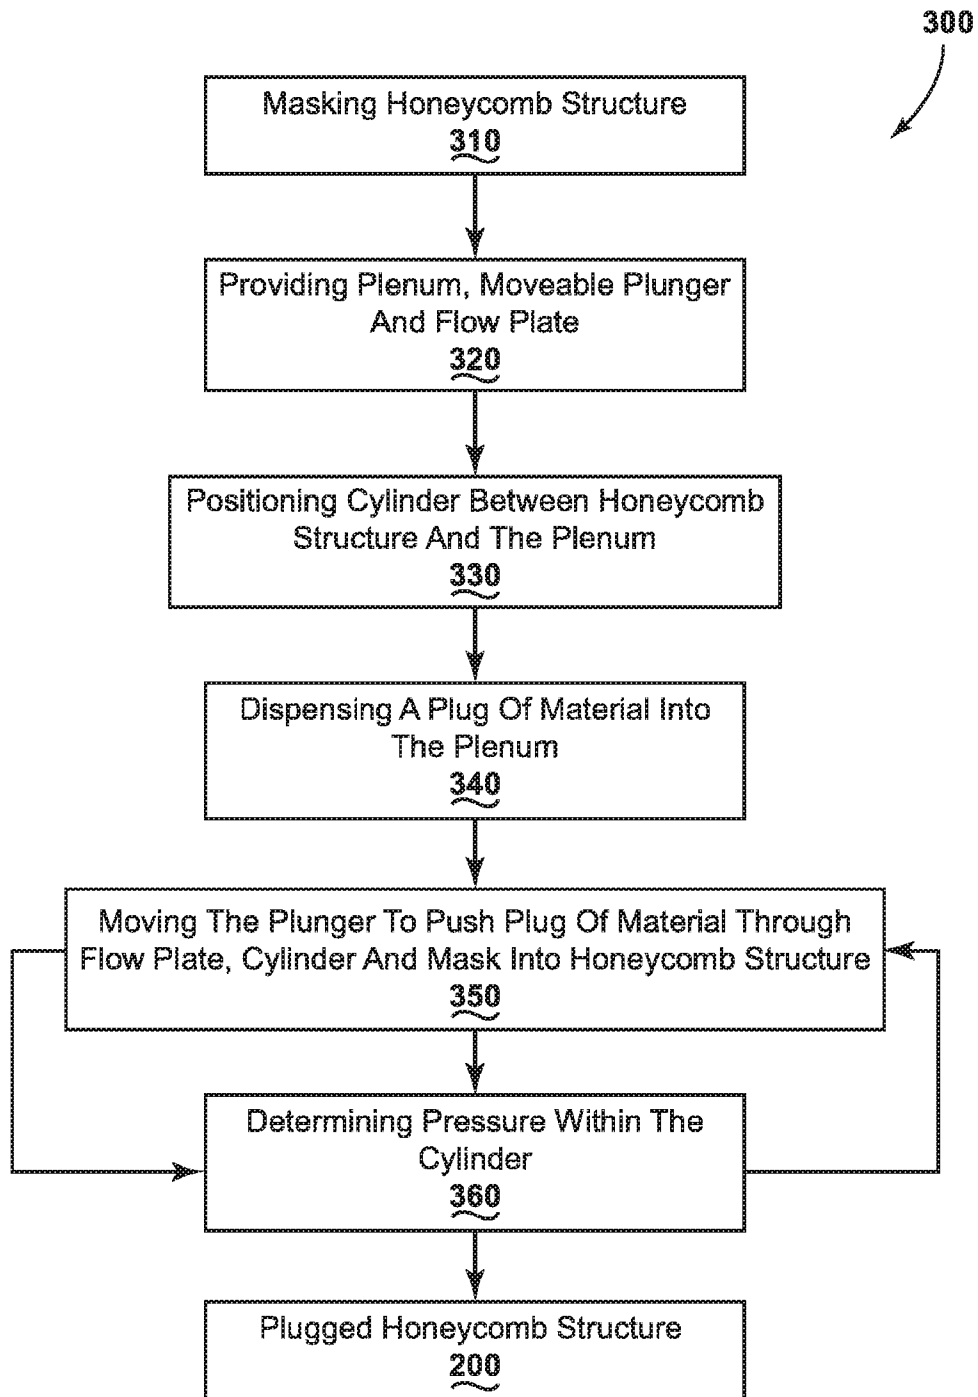 300
Masking Honeycomb Structure
310
Providing Plenum, Moveable Plunger
And Flow Plate
320
Positioning Cylinder Between Honeycomb
Structure And The Plenum
330
Dispensing A Plug Of Material Into
The Plenum
340
Moving The Plunger To Push Plug Of Material Through
Flow Plate, Cylinder And Mask Into Honeycomb Structure
350
Determining Pressure Within The
Cylinder
360
Plugged Honeycomb Structure
200